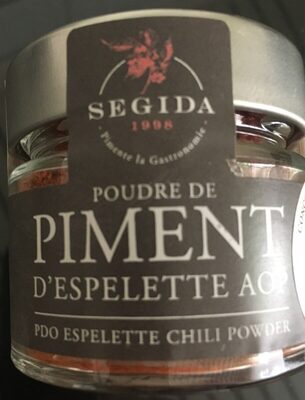 SEGIDA
1998
· Pimente la Gastronomie ·
POUDRE DE
PIMENT
D'ESPELETTE AOP
PDO ESPELETTE CHILI POWDER